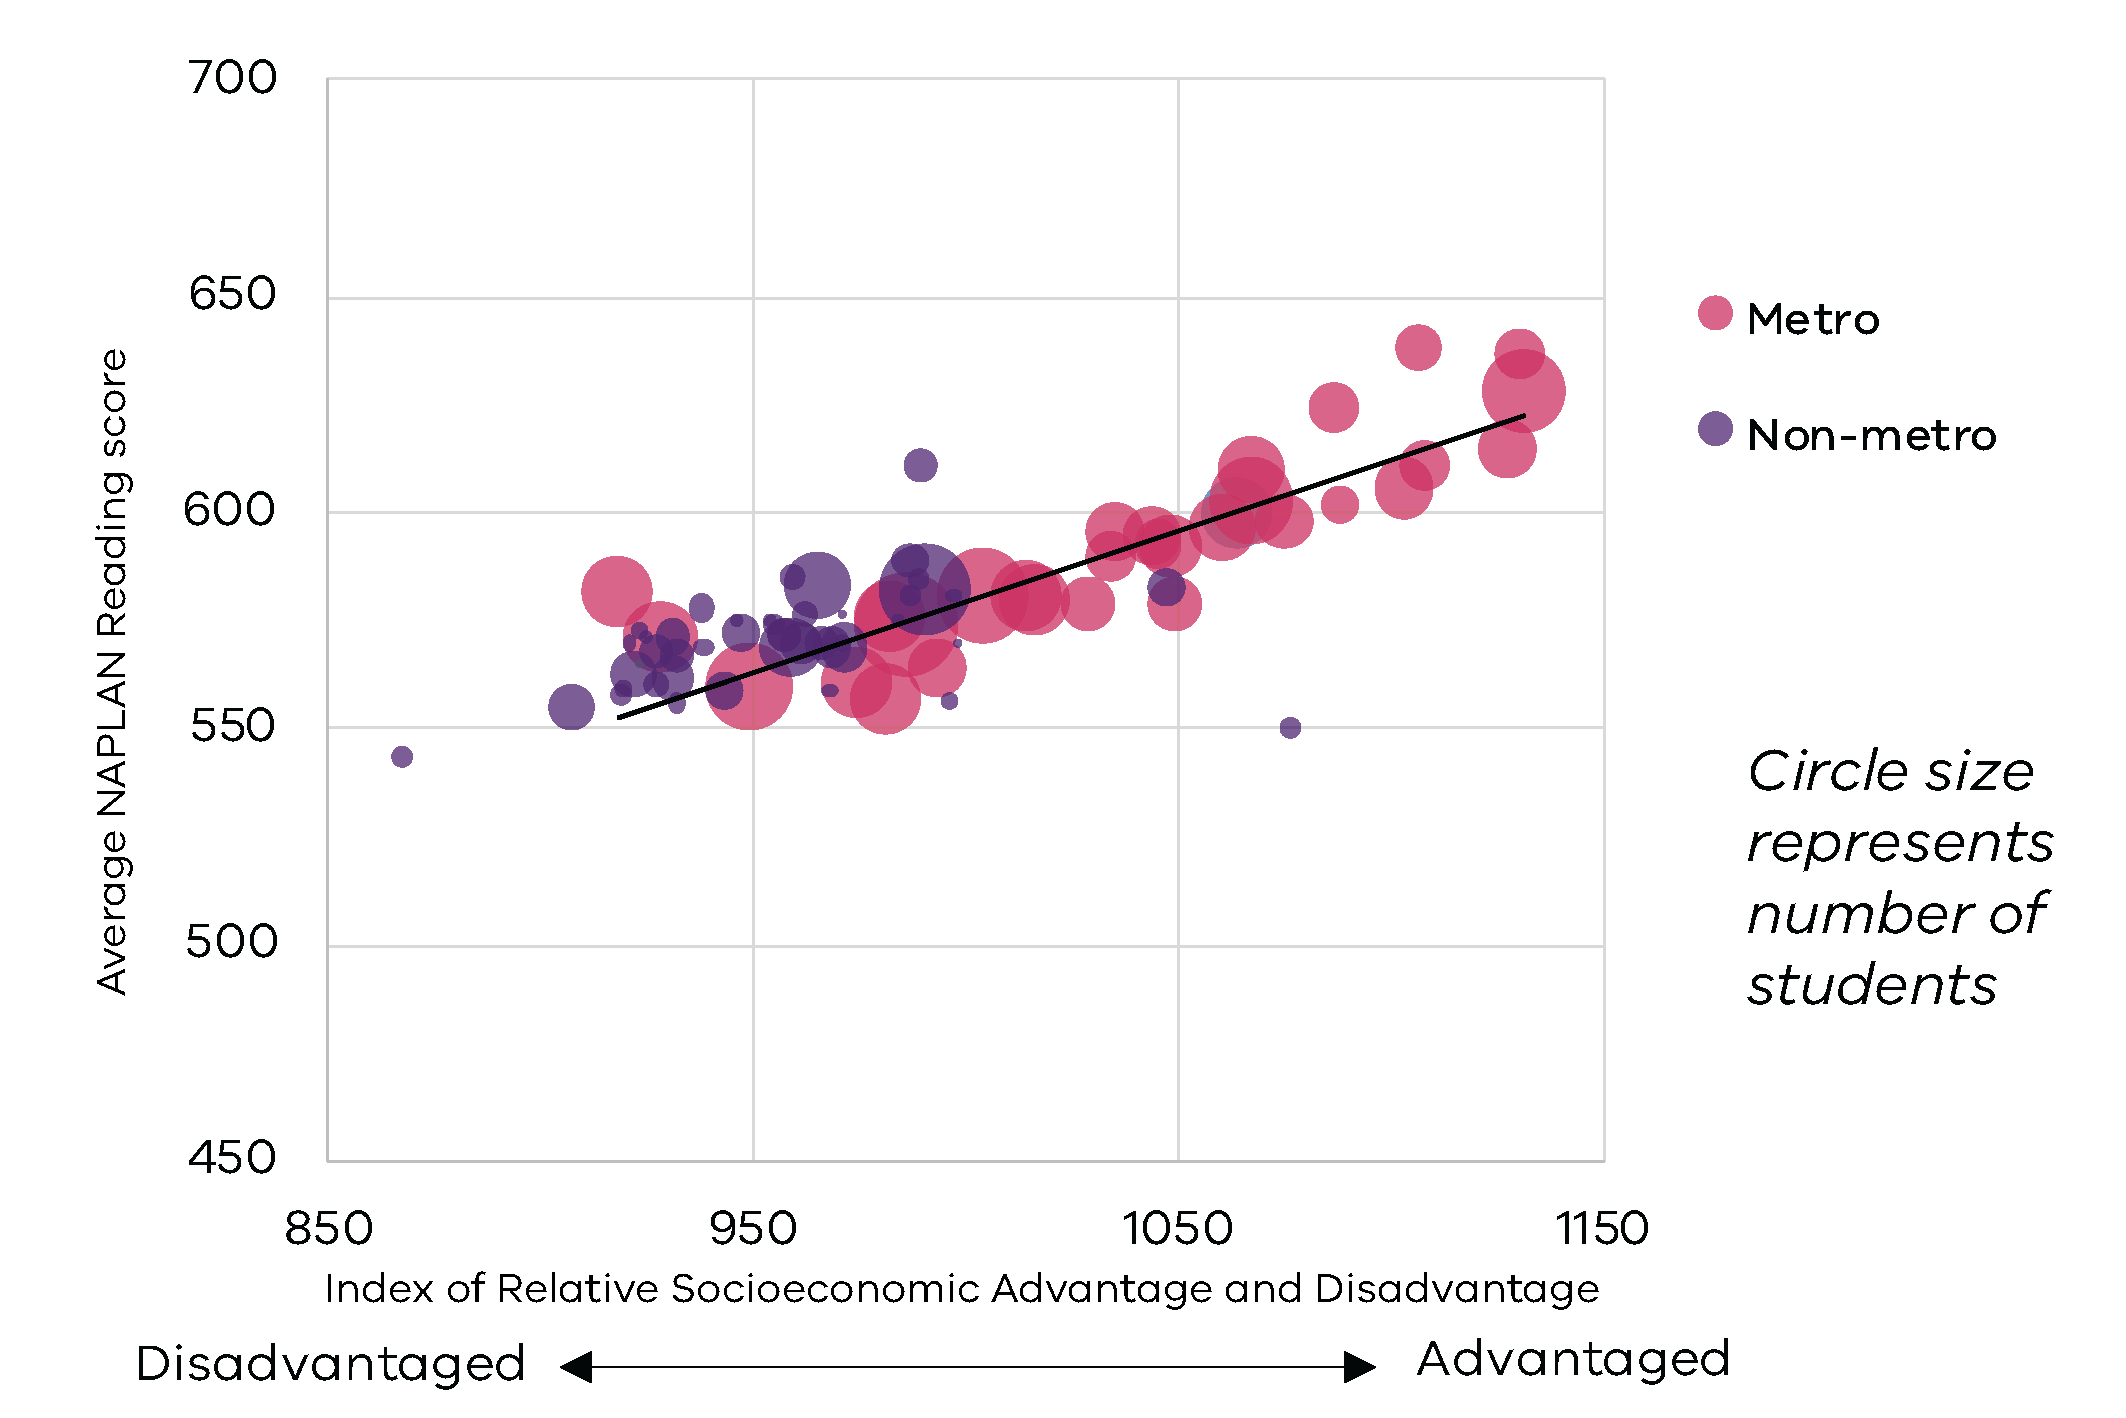 Average NAPLAN Reading score
700
650
600
550
500
450
850
950
1050
1150
Index of Relative Socioeconomic Advantage and Disadvantage
Disadvantaged
Advantaged
Metro
Non-metro
Circle size
represents
number of
students